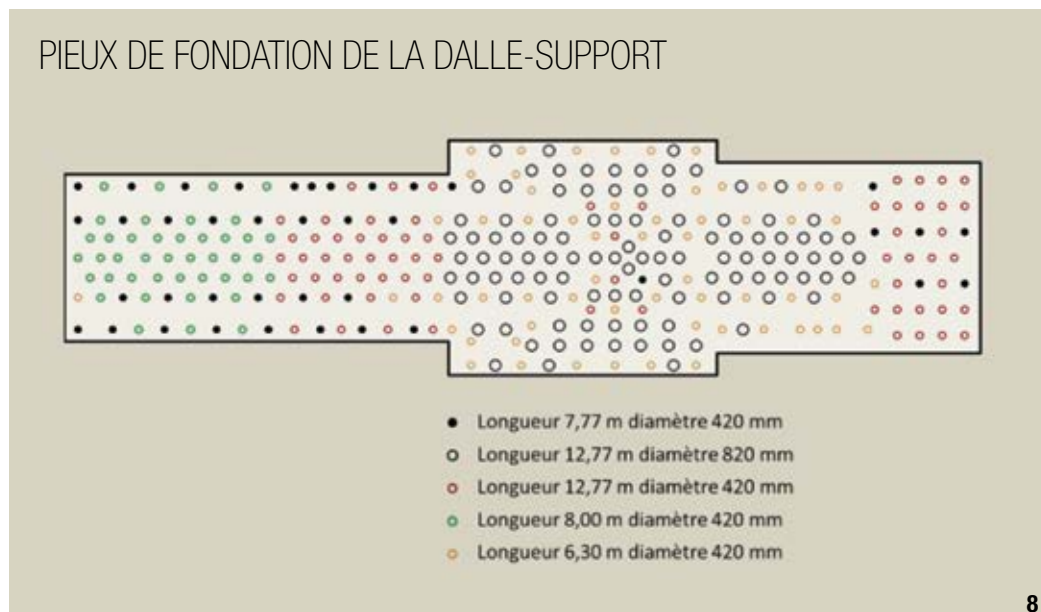 PIEUX DE FONDATION DE LA DALLE-SUPPORT
Longueur 7,77 m diamètre 420 mm
Longueur 12,77 m diamètre 820 mm
Longueur 12,77 m diamètre 420 mm
Longueur 8,00 m diamètre 420 mm
Longueur 6,30 m diamètre 420 mm
8